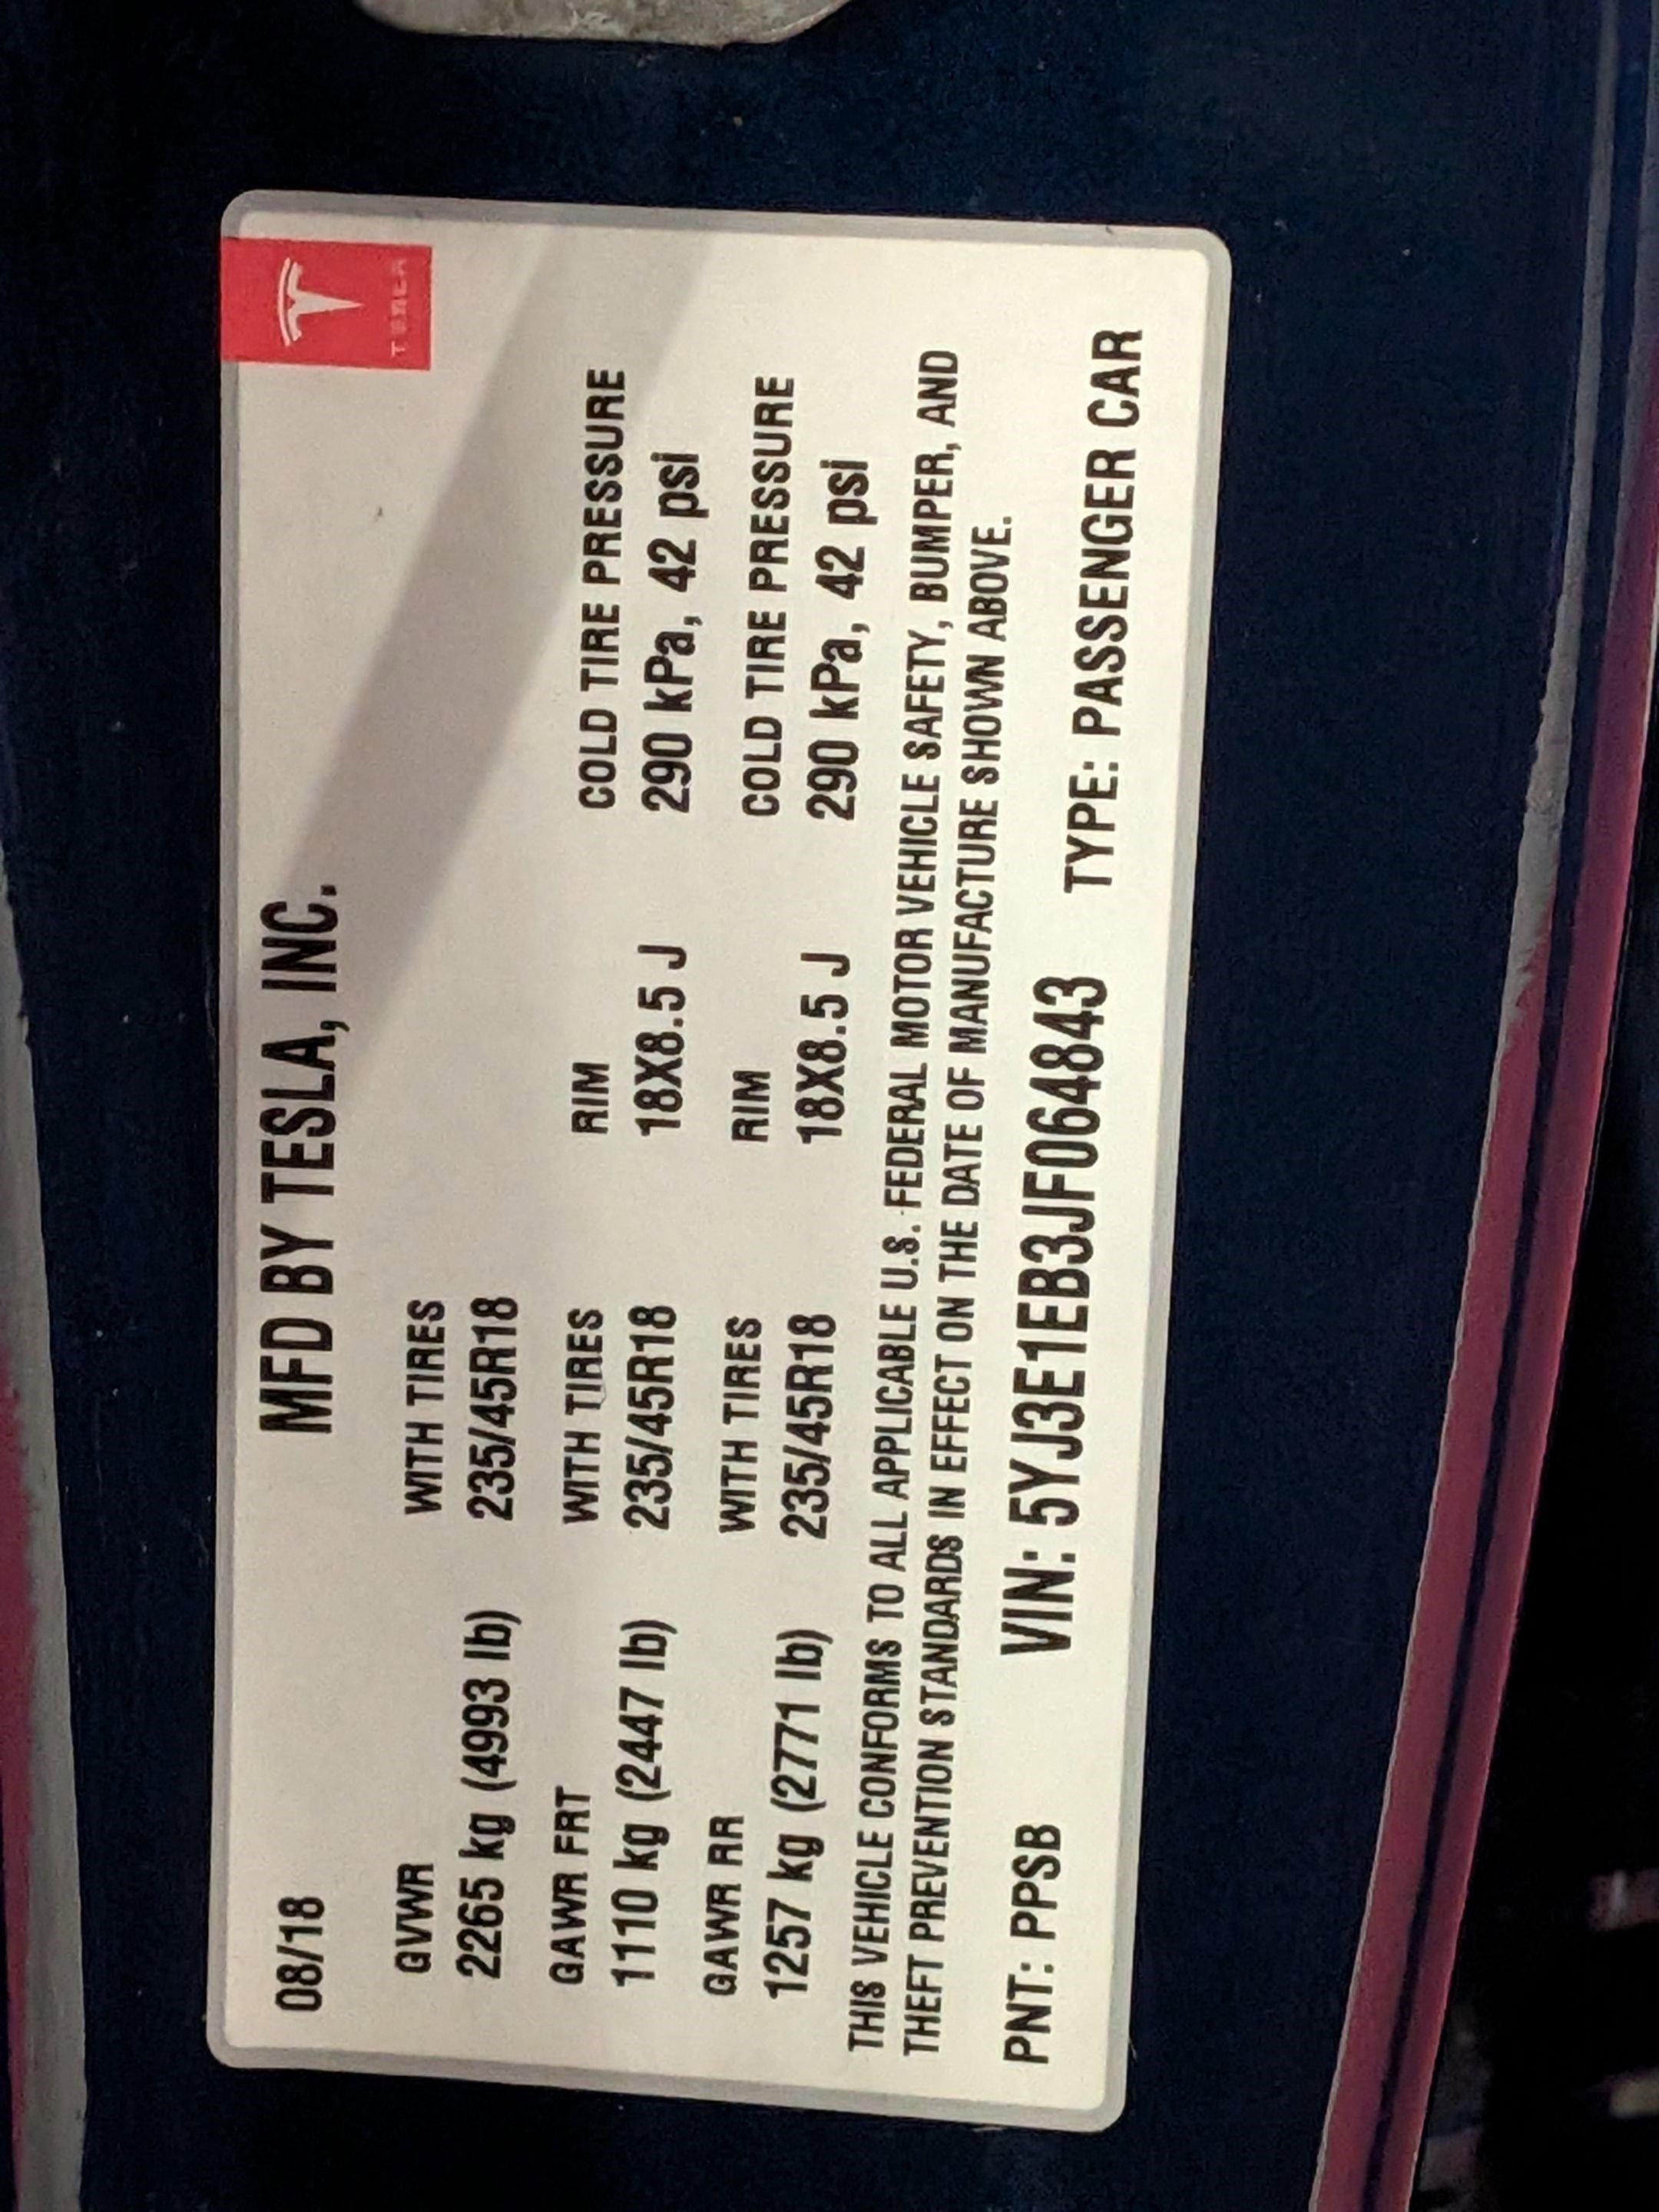 08/18 MFD BY TESLA, INC. TESLA
GVWR WITH TIRES
2265 kg (4993 lb) 235/45R18
GAWR FRT WITH TIRES RIM COLD TIRE PRESSURE
1110 kg (2447 lb) 235/45R18 18X8.5 J 290 kPa, 42 psi
GAWR RR WITH TIRES RIM COLD TIRE PRESSURE
1257 kg (2771 lb) 235/45R18 18X8.5 J 290 kPa, 42 psi
THIS VEHICLE CONFORMS TO ALL APPLICABLE U.S. FEDERAL MOTOR VEHICLE SAFETY, BUMPER, AND
THEFT PREVENTION STANDARDS IN EFFECT ON THE DATE OF MANUFACTURE SHOWN ABOVE.
PNT: PPSB VIN: 5YJ3E1EB3JF064843 TYPE: PASSENGER CAR